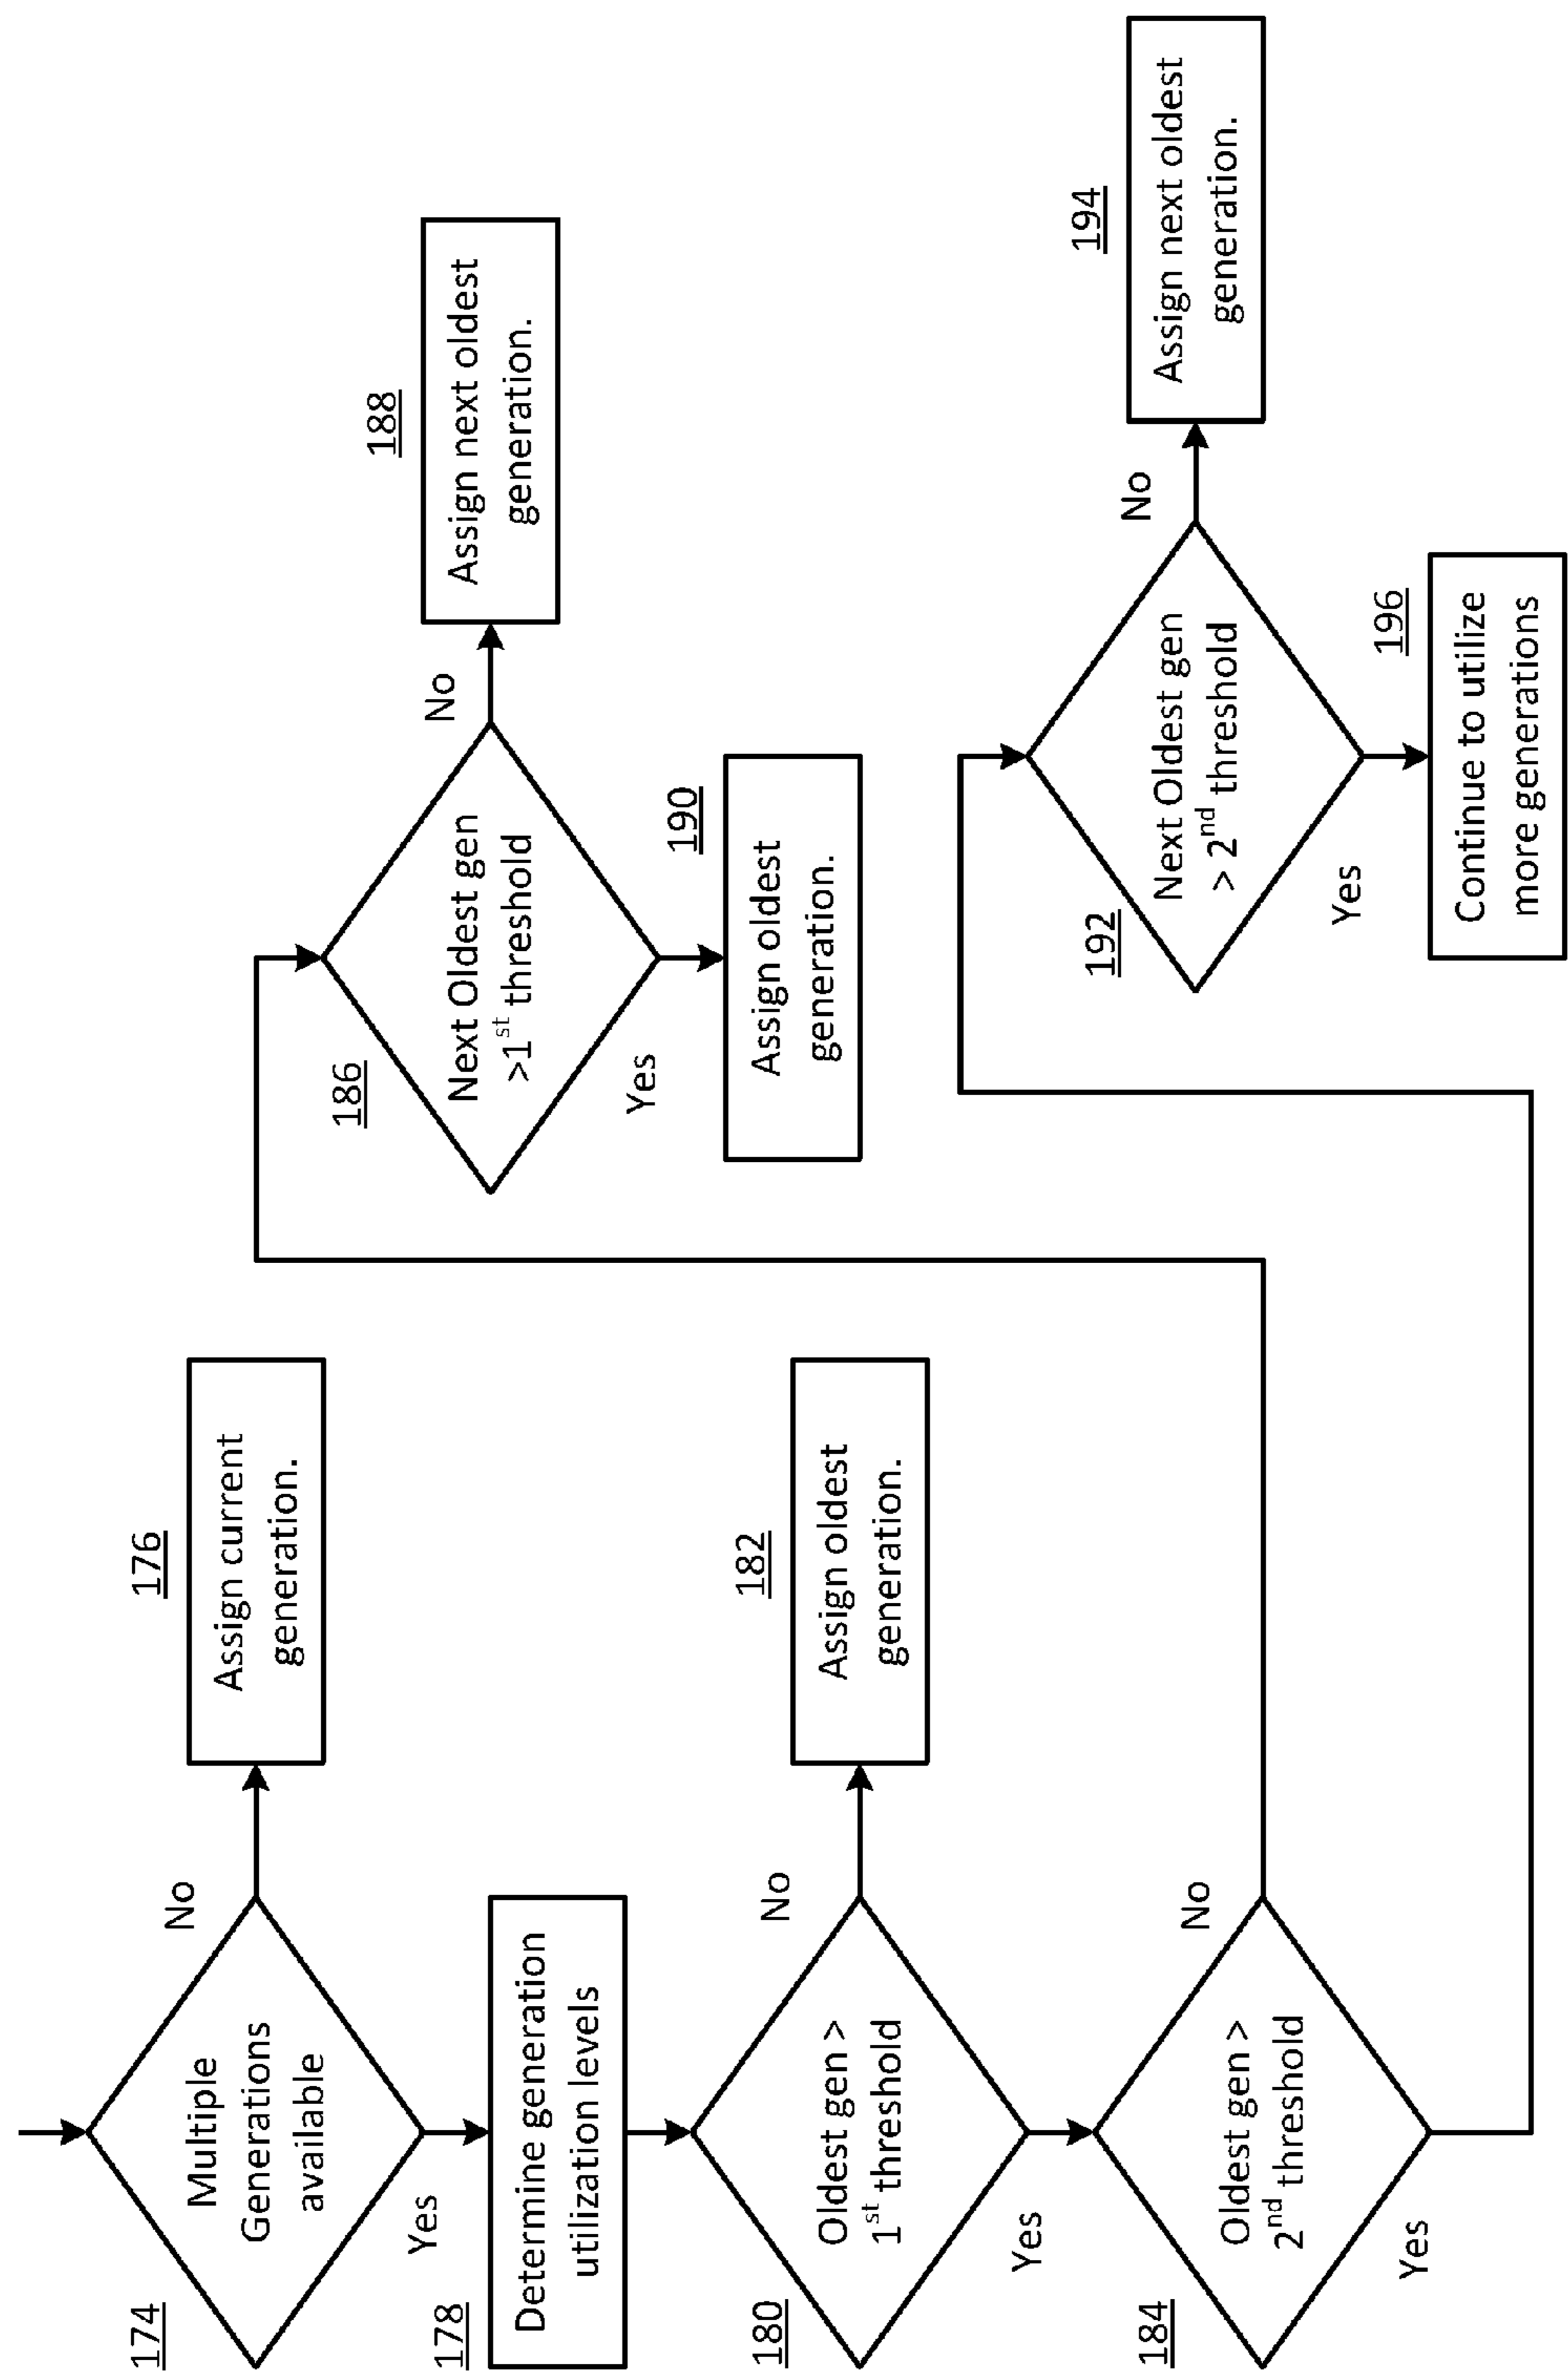 174
Multiple
Generations
available
No
Yes
176
Assign current
generation.
178
Determine generation
utilization levels
180
Oldest gen >
1st threshold
No
Yes
182
Assign oldest
generation.
184
Oldest gen >
2nd threshold
No
Yes
186
Next Oldest gen
>1st threshold
No
Yes
188
Assign next oldest
generation.
190
Assign oldest
generation.
192
Next Oldest gen
> 2nd threshold
No
Yes
194
Assign next oldest
generation.
196
Continue to utilize
more generations